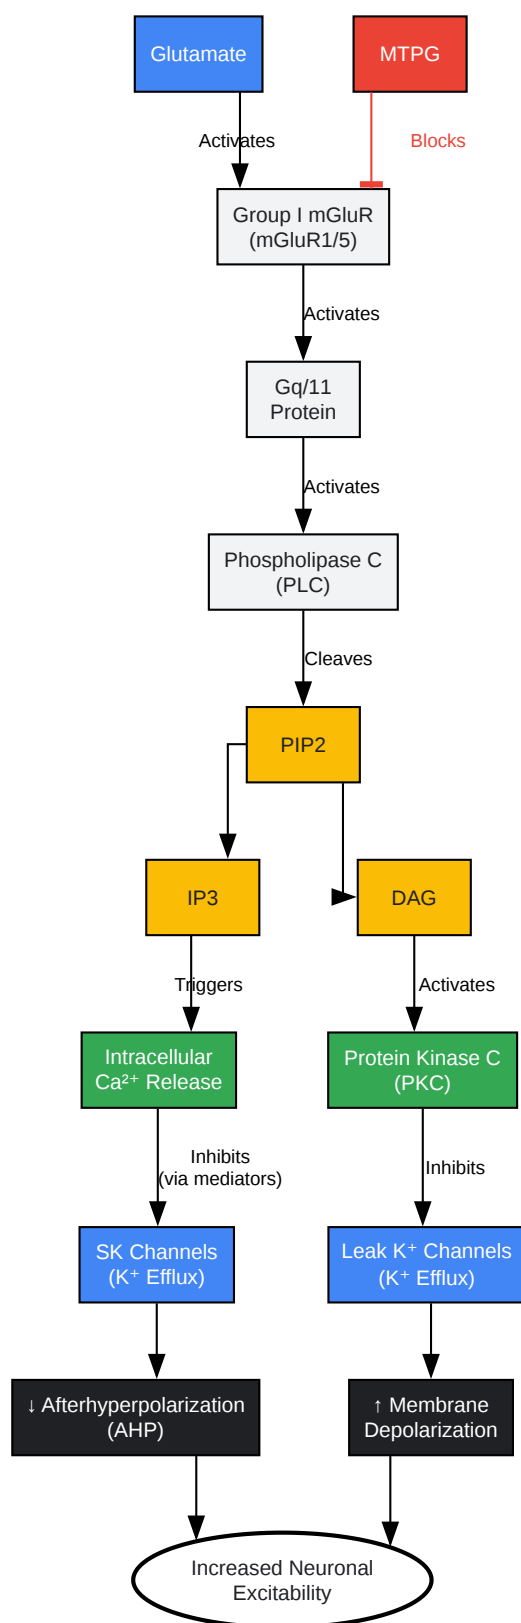 Glutamate
MTPG
Activates
Blocks
Group I mGluR
(mGluR1/5)
Activates
Gq/11
Protein
Activates
Phospholipase C
(PLC)
Cleaves
PIP2
IP3
DAG
Triggers
Activates
Intracellular
Ca²⁺ Release
Protein Kinase C
(PKC)
Inhibits
(via mediators)
Inhibits
SK Channels
(K⁺ Efflux)
Leak K⁺ Channels
(K⁺ Efflux)
↓ Afterhyperpolarization
(AHP)
↑ Membrane
Depolarization
Increased Neuronal
Excitability